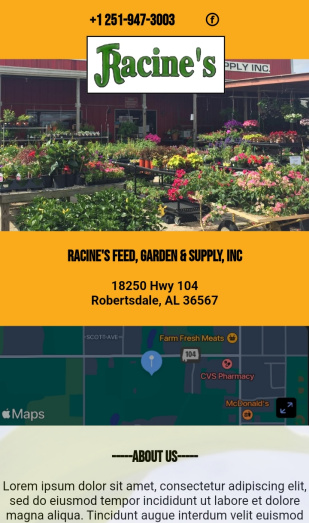 +1 251-947-3003
Racine's
PPLY INC.
RACINE'S FEED, GARDEN & SUPPLY, INC
18250 Hwy 104
Robertsdale, AL 36567
SCOTT-AVE
Farm Fresh Meats
104
CVS Pharmacy
McDonald's
Maps
-----ABOUT US-----
Lorem ipsum dolor sit amet, consectetur adipiscing elit,
sed do eiusmod tempor incididunt ut labore et dolore
magna aliqua. Tincidunt augue interdum velit euismod